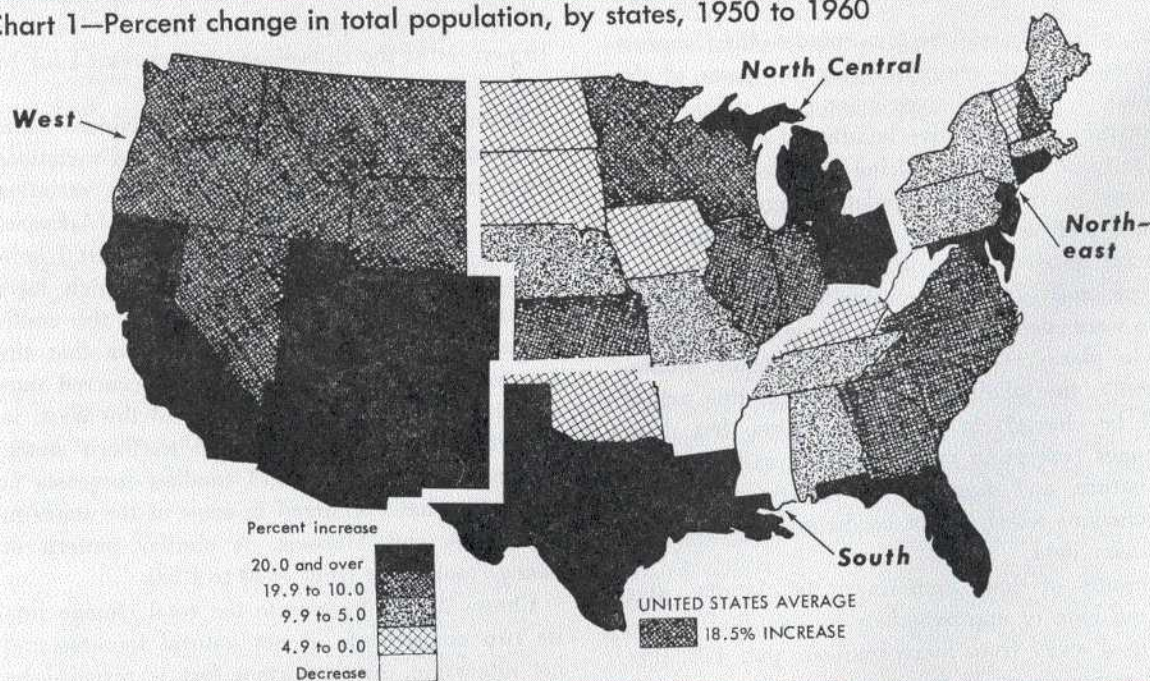 Chart 1—Percent change in total population, by states, 1950 to 1960
West
North Central
North-
east
South
Percent increase
20.0 and over
19.9 to 10.0
9.9 to 5.0
4.9 to 0.0
Decrease
UNITED STATES AVERAGE
18.5% INCREASE